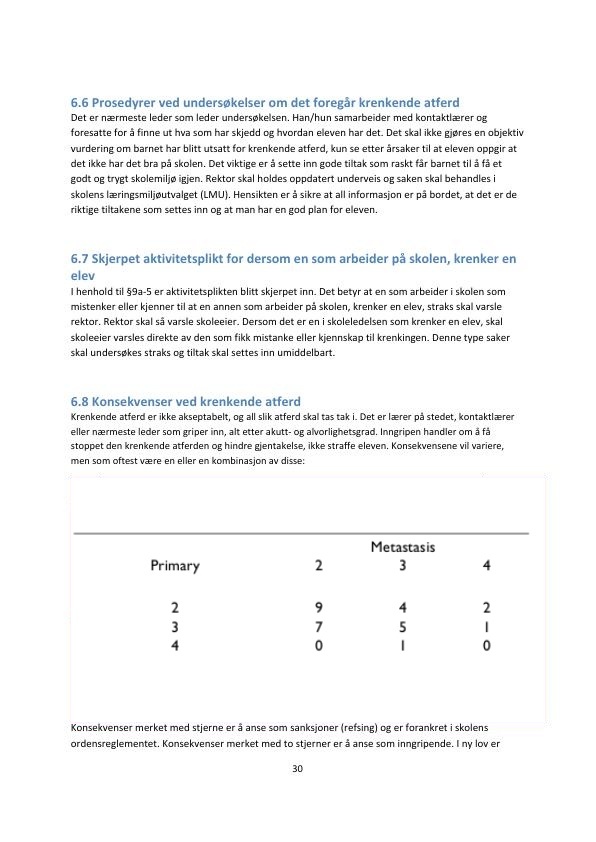 6.6 Prosedyrer ved undersøkelser om det foregår krenkende atferd
Det er nærmeste leder som leder undersøkelsen. Han/hun samarbeider med kontaktlærer og
foresatte for å finne ut hva som har skjedd og hvordan eleven har det. Det skal ikke gjøres en objektiv
vurdering om barnet har blitt utsatt for krenkende atferd, kun se etter årsaker til at eleven oppgir at
det ikke har det bra på skolen. Det viktige er å sette inn gode tiltak som raskt får barnet til å få et
godt og trygt skolemiljø igjen. Rektor skal holdes oppdatert underveis og saken skal behandles i
skolens læringsmiljøutvalget (LMU). Hensikten er å sikre at all informasjon er på bordet, at det er de
riktige tiltakene som settes inn og at man har en god plan for eleven.
6.7 Skjerpet aktivitetsplikt for dersom en som arbeider på skolen, krenker en
elev
I henhold til §9a-5 er aktivitetsplikten blitt skjerpet inn. Det betyr at en som arbeider i skolen som
mistenker eller kjenner til at en annen som arbeider på skolen, krenker en elev, straks skal varsle
rektor. Rektor skal så varsle skoleeier. Dersom det er en i skoleledelsen som krenker en elev, skal
skoleeier varsles direkte av den som fikk mistanke eller kjennskap til krenkingen. Denne type saker
skal undersøkes straks og tiltak skal settes inn umiddelbart.
6.8 Konsekvenser ved krenkende atferd
Krenkende atferd er ikke akseptabelt, og all slik atferd skal tas tak i. Det er lærer på stedet, kontaktlærer
eller nærmeste leder som griper inn, alt etter akutt- og alvorlighetsgrad. Inngripen handler om å få
stoppet den krenkende atferden og hindre gjentakelse, ikke straffe eleven. Konsekvensene vil variere,
men som oftest være en eller en kombinasjon av disse:
Metastasis
Primary 2 3 4
2 9 4 2
3 7 5 1
4 0 1 0
Konsekvenser merket med stjerne er å anse som sanksjoner (refsing) og er forankret i skolens
ordensreglementet. Konsekvenser merket med to stjerner er å anse som inngripende. I ny lov er
30